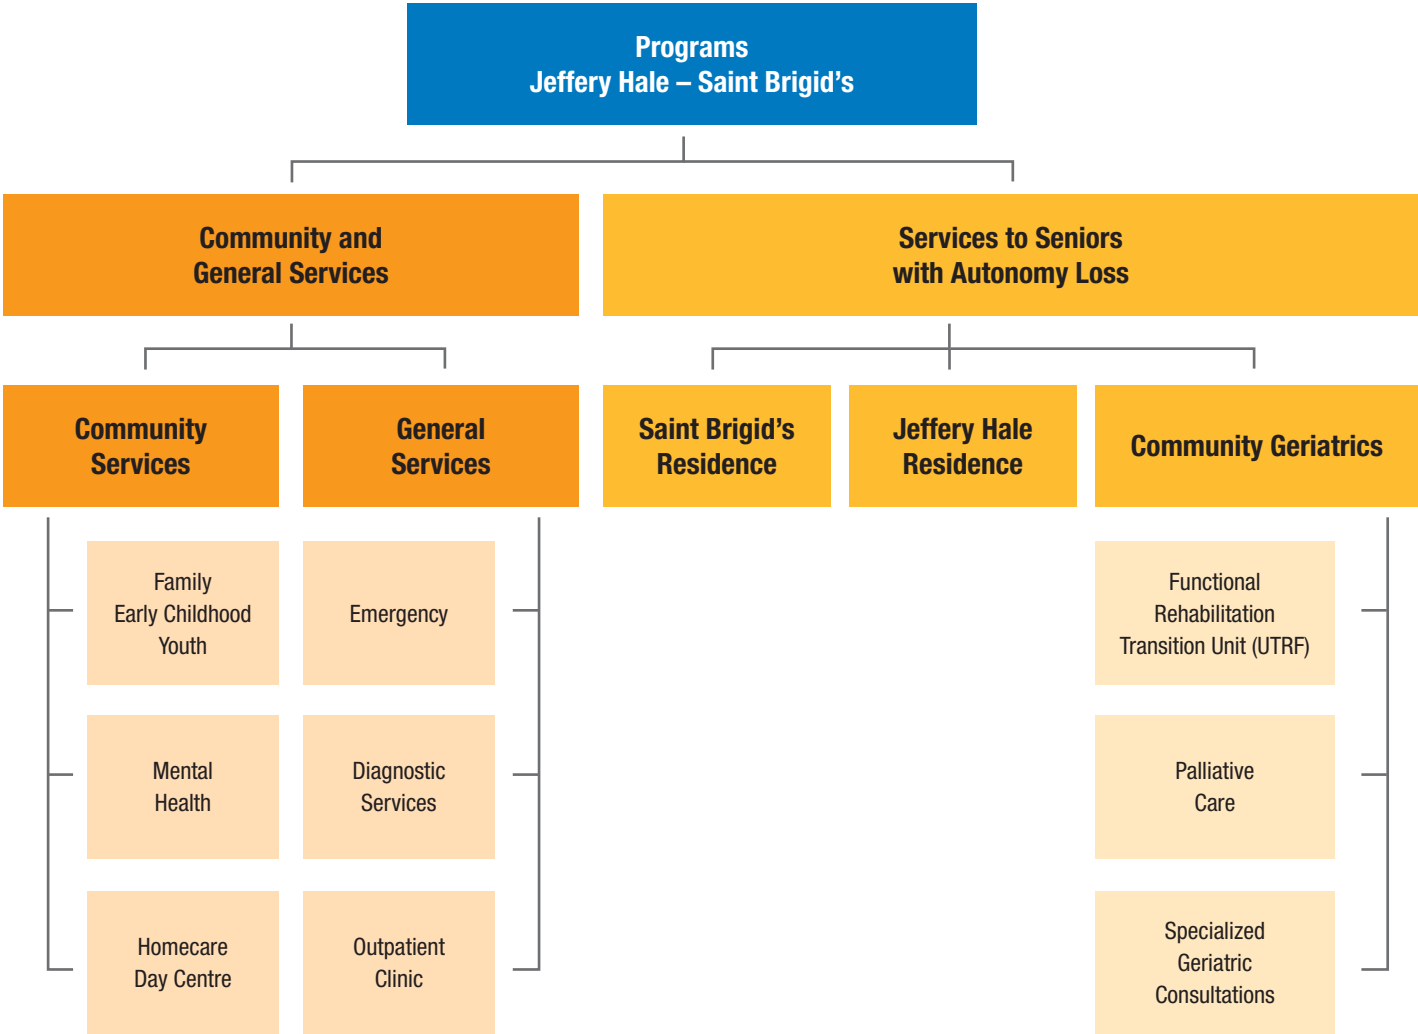 Programs
Jeffery Hale – Saint Brigid’s
Community and
General Services
Services to Seniors
with Autonomy Loss
Community
Services
General
Services
Saint Brigid’s
Residence
Jeffery Hale
Residence
Community Geriatrics
Family
Early Childhood
Youth
Emergency
Functional
Rehabilitation
Transition Unit (UTRF)
Mental
Health
Diagnostic
Services
Palliative
Care
Homecare
Day Centre
Outpatient
Clinic
Specialized
Geriatric
Consultations